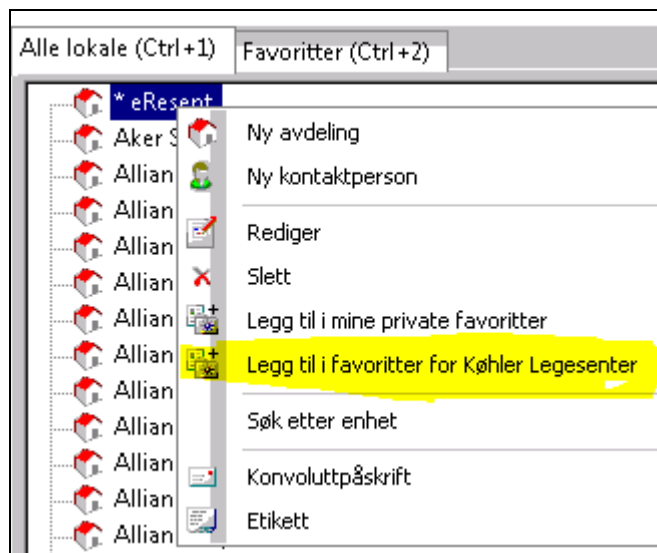 Alle lokale (Ctrl+1)
Favoritter (Ctrl+2)
* eResept
Aker S
Ny avdeling
Allian
Ny kontaktperson
Allian
Allian
Rediger
Allian
Slett
Allian
Legg til i mine private favoritter
Allian
Legg til i favoritter for Køhler Legesenter
Allian
Allian
Søk etter enhet
Allian
Konvoluttpåskrift
Allian
Etikett
Allian